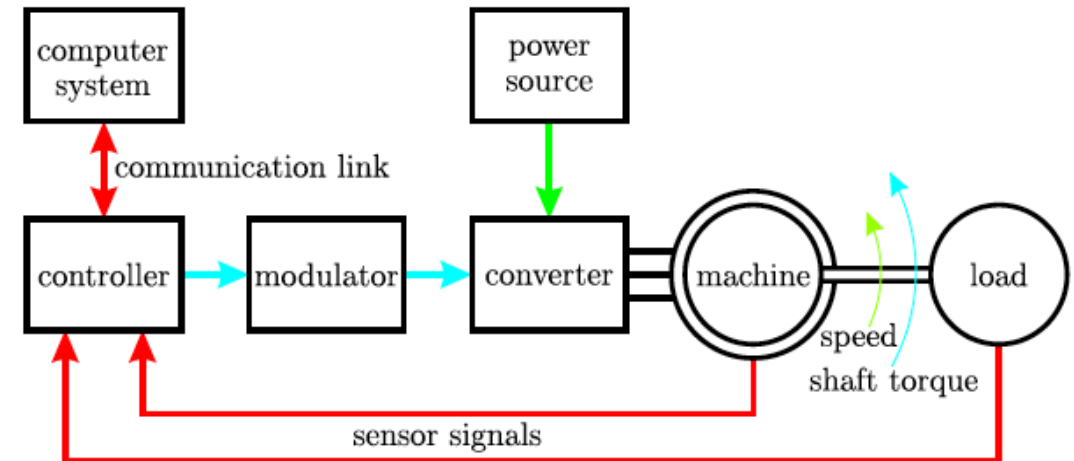 computer
system
power
source
communication link
controller
modulator
converter
machine
load
speed
shaft torque
sensor signals